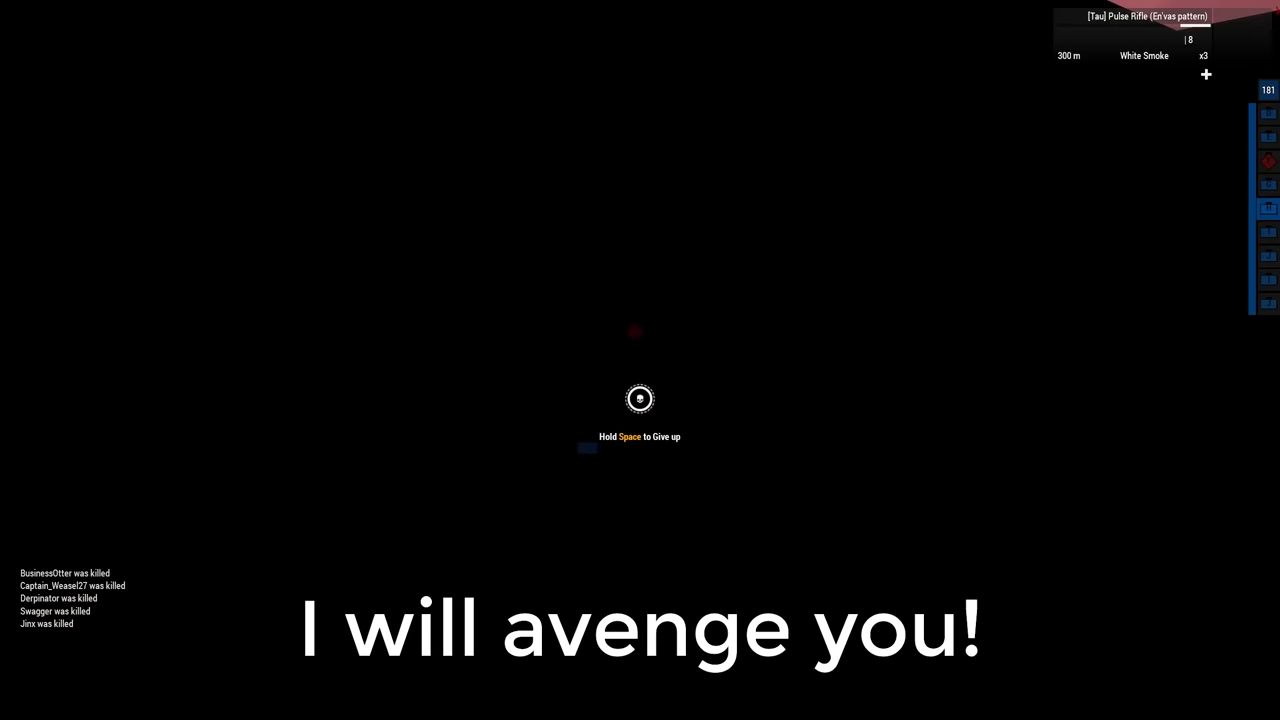 [Tau] Pulse Rifle (En'vas pattern)
| 8
300 m White Smoke x3
181
E
F
G
H
I
J
I
J
Hold Space to Give up
BusinessOtter was killed
Captain_Weasel27 was killed
Derpinator was killed
Swagger was killed
Jinx was killed
I will avenge you!